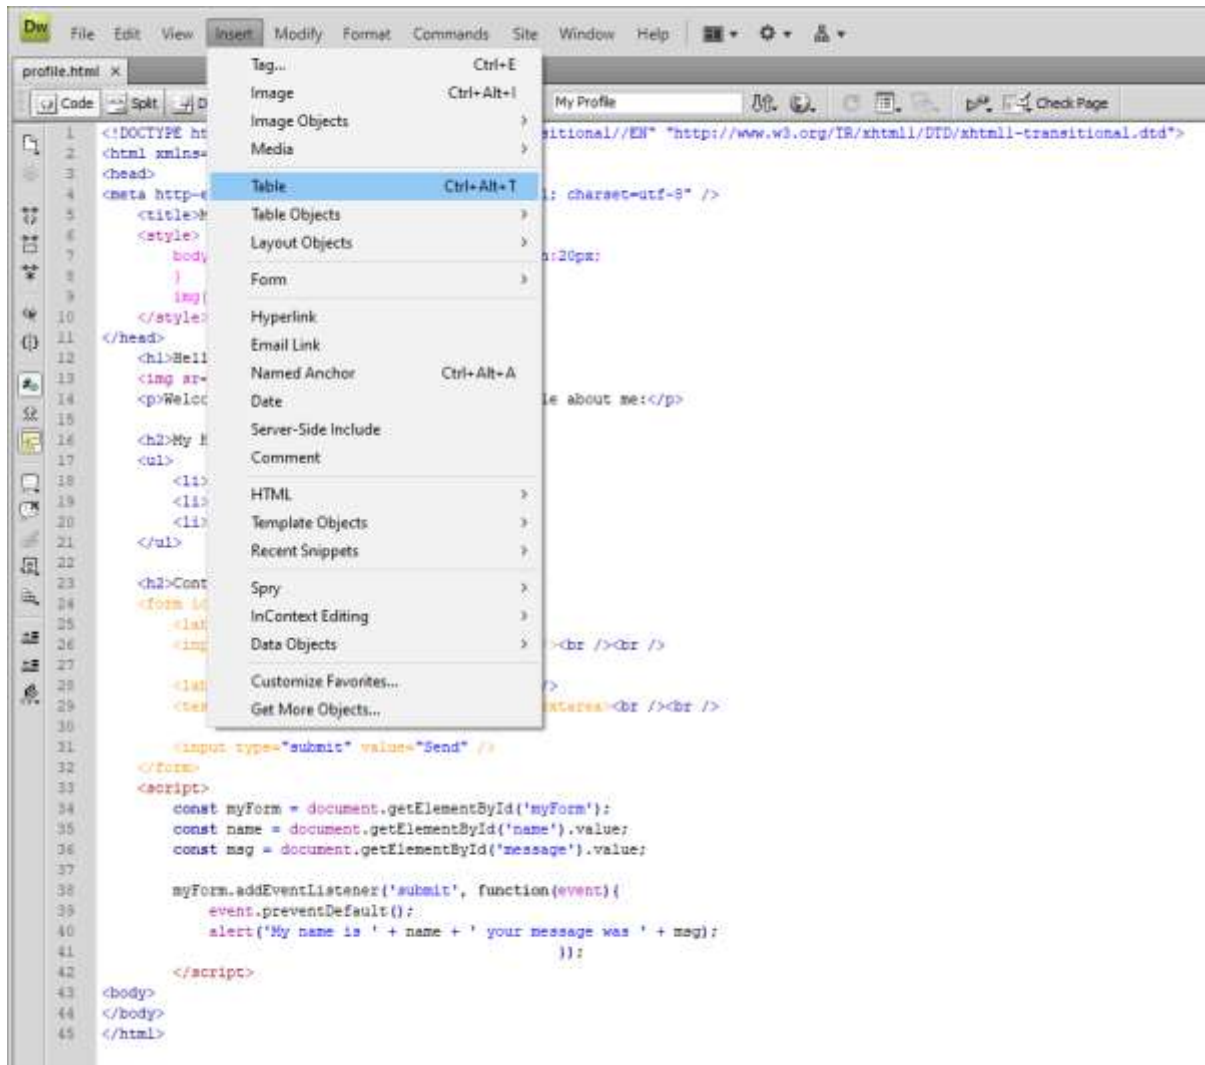 Dw File Edit View Insert Modify Format Commands Site Window Help
profile.html ×
Code Split D My Profile Check Page
Tag... Ctrl+E
Image Ctrl+Alt+I
Image Objects
Media
Table Ctrl+Alt+T
Table Objects
Layout Objects
Form
Hyperlink
Email Link
Named Anchor Ctrl+Alt+A
Date
Server-Side Include
Comment
HTML
Template Objects
Recent Snippets
Spry
InContext Editing
Data Objects
Customize Favorites...
Get More Objects...
1 <!DOCTYPE ht sitional//EN" "http://www.w3.org/TR/xhtml1/DTD/xhtml1-transitional.dtd">
2 <html xmlns=
3 <head>
4 <meta http-e l; charset=utf-8" />
5 <title>M
6 <style>
7 body n:20px;
8 }
9 img{
10 </style>
11 </head>
12 <h1>Hell
13 <img sr=
14 <p>Welco le about me:</p>
15
16 <h2>My H
17 <ul>
18 <li>
19 <li>
20 <li>
21 </ul>
22
23 <h2>Cont
24 <form id
25 <lab
26 <inp ><br /><br />
27
28 <lab />
29 <tex xtarea><br /><br />
30
31 <input type="submit" value="Send" />
32 </form>
33 <script>
34 const myForm = document.getElementById('myForm');
35 const name = document.getElementById('name').value;
36 const msg = document.getElementById('message').value;
37
38 myForm.addEventListener('submit', function(event){
39 event.preventDefault();
40 alert('My name is ' + name + ' your message was ' + msg);
41 });
42 </script>
43 <body>
44 </body>
45 </html>